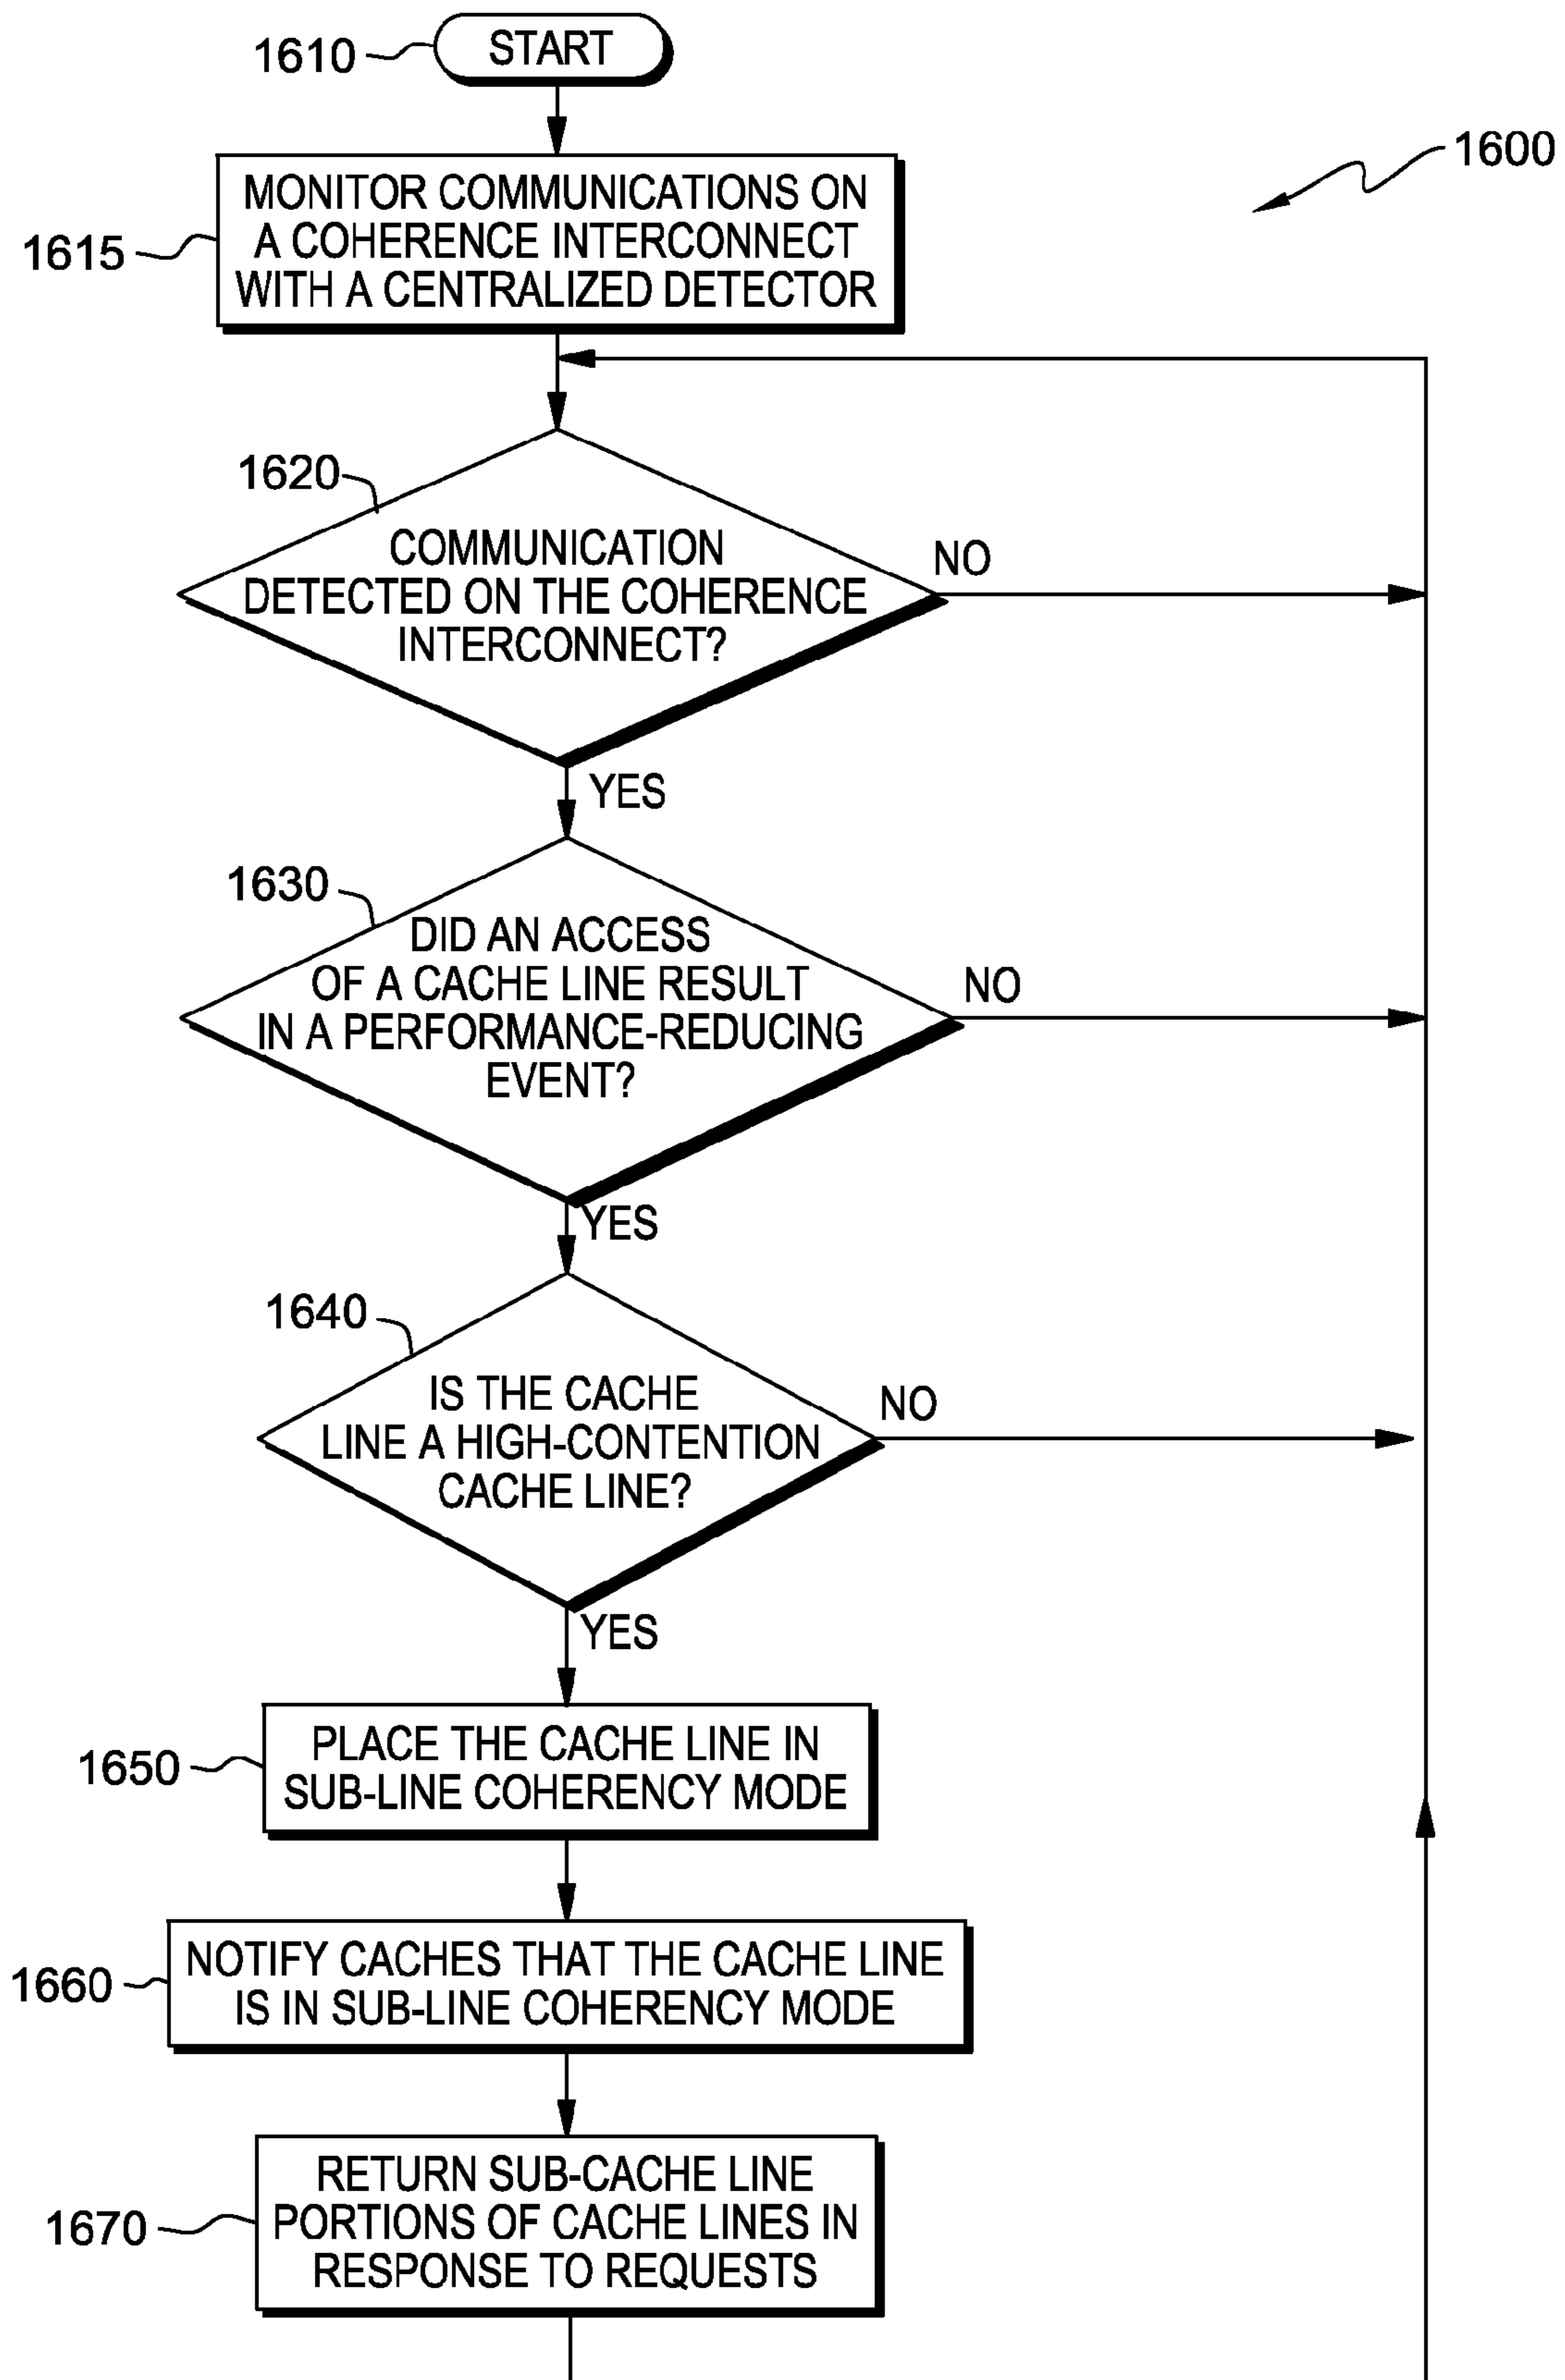 1610
START
1600
1615
MONITOR COMMUNICATIONS ON
A COHERENCE INTERCONNECT
WITH A CENTRALIZED DETECTOR
1620
COMMUNICATION
DETECTED ON THE COHERENCE
INTERCONNECT?
NO
YES
1630
DID AN ACCESS
OF A CACHE LINE RESULT
IN A PERFORMANCE-REDUCING
EVENT?
NO
YES
1640
IS THE CACHE
LINE A HIGH-CONTENTION
CACHE LINE?
NO
YES
1650
PLACE THE CACHE LINE IN
SUB-LINE COHERENCY MODE
1660
NOTIFY CACHES THAT THE CACHE LINE
IS IN SUB-LINE COHERENCY MODE
1670
RETURN SUB-CACHE LINE
PORTIONS OF CACHE LINES IN
RESPONSE TO REQUESTS